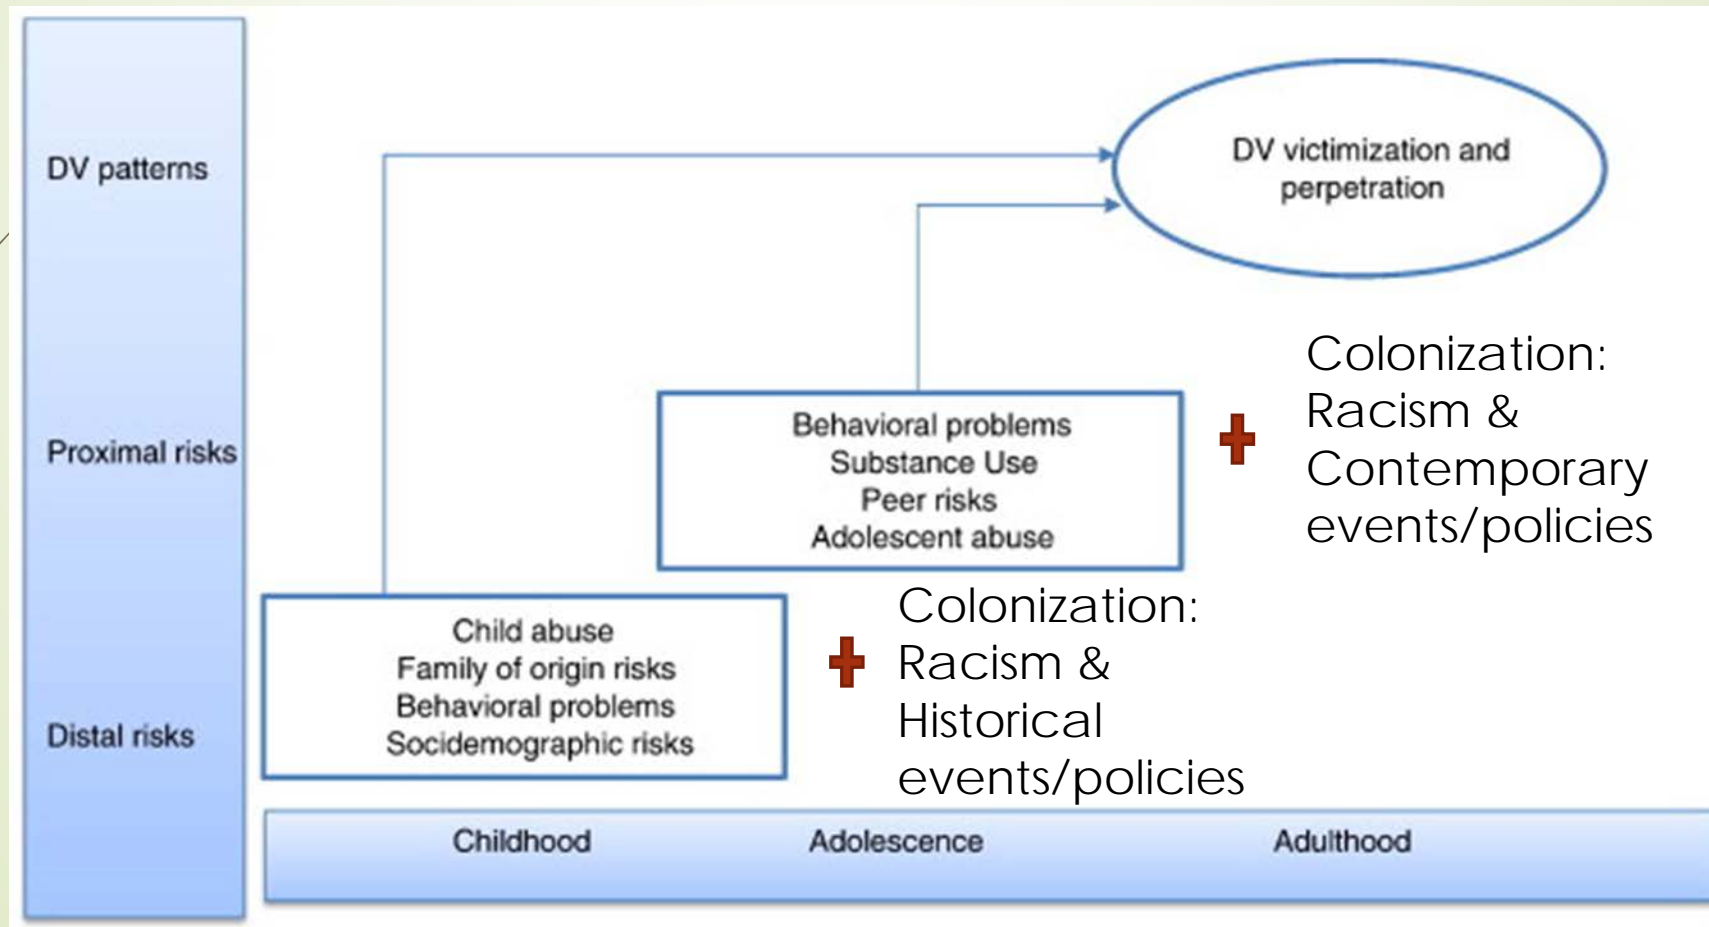 DV patterns
DV victimization and
perpetration
Proximal risks
Behavioral problems
Substance Use
Peer risks
Adolescent abuse
Colonization:
Racism &
Contemporary
events/policies
Distal risks
Child abuse
Family of origin risks
Behavioral problems
Socidemographic risks
Colonization:
Racism &
Historical
events/policies
Childhood
Adolescence
Adulthood